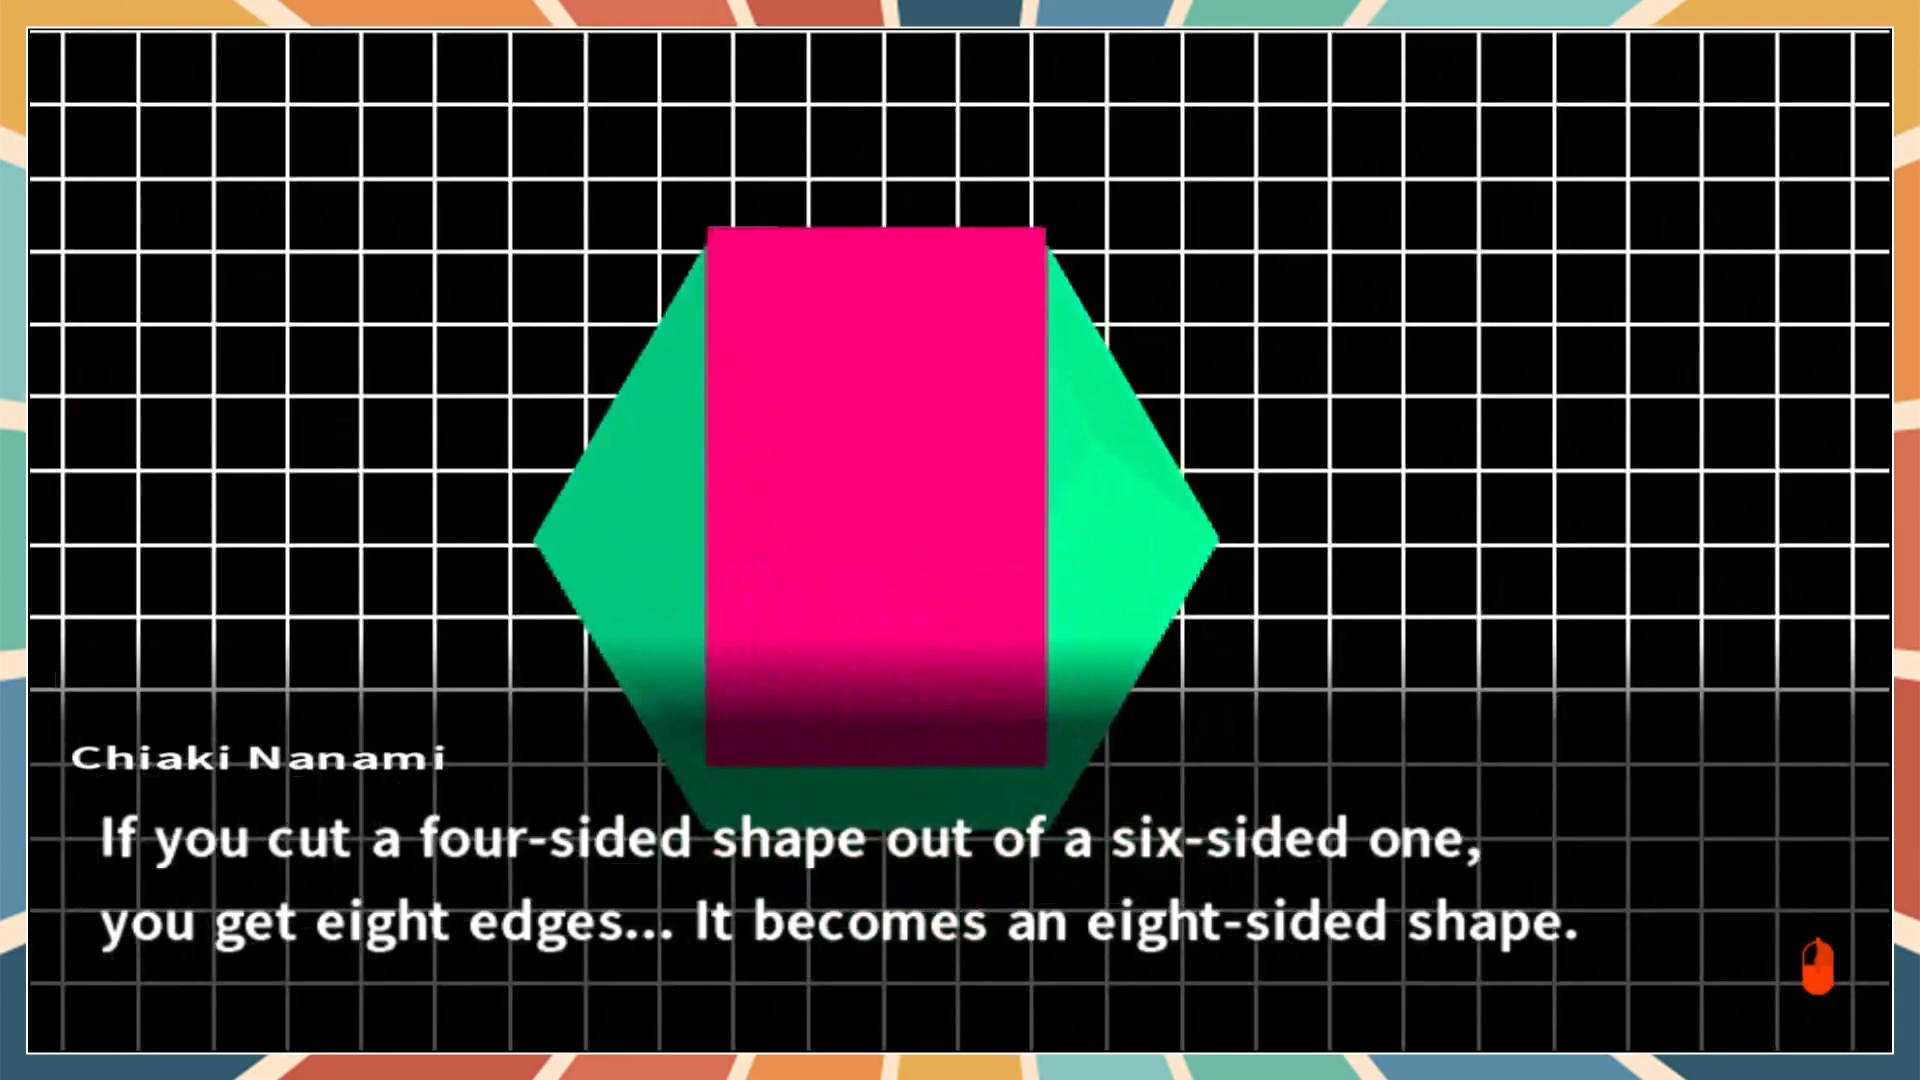 Chiaki Nanami
If you cut a four-sided shape out of a six-sided one,
you get eight edges... It becomes an eight-sided shape.